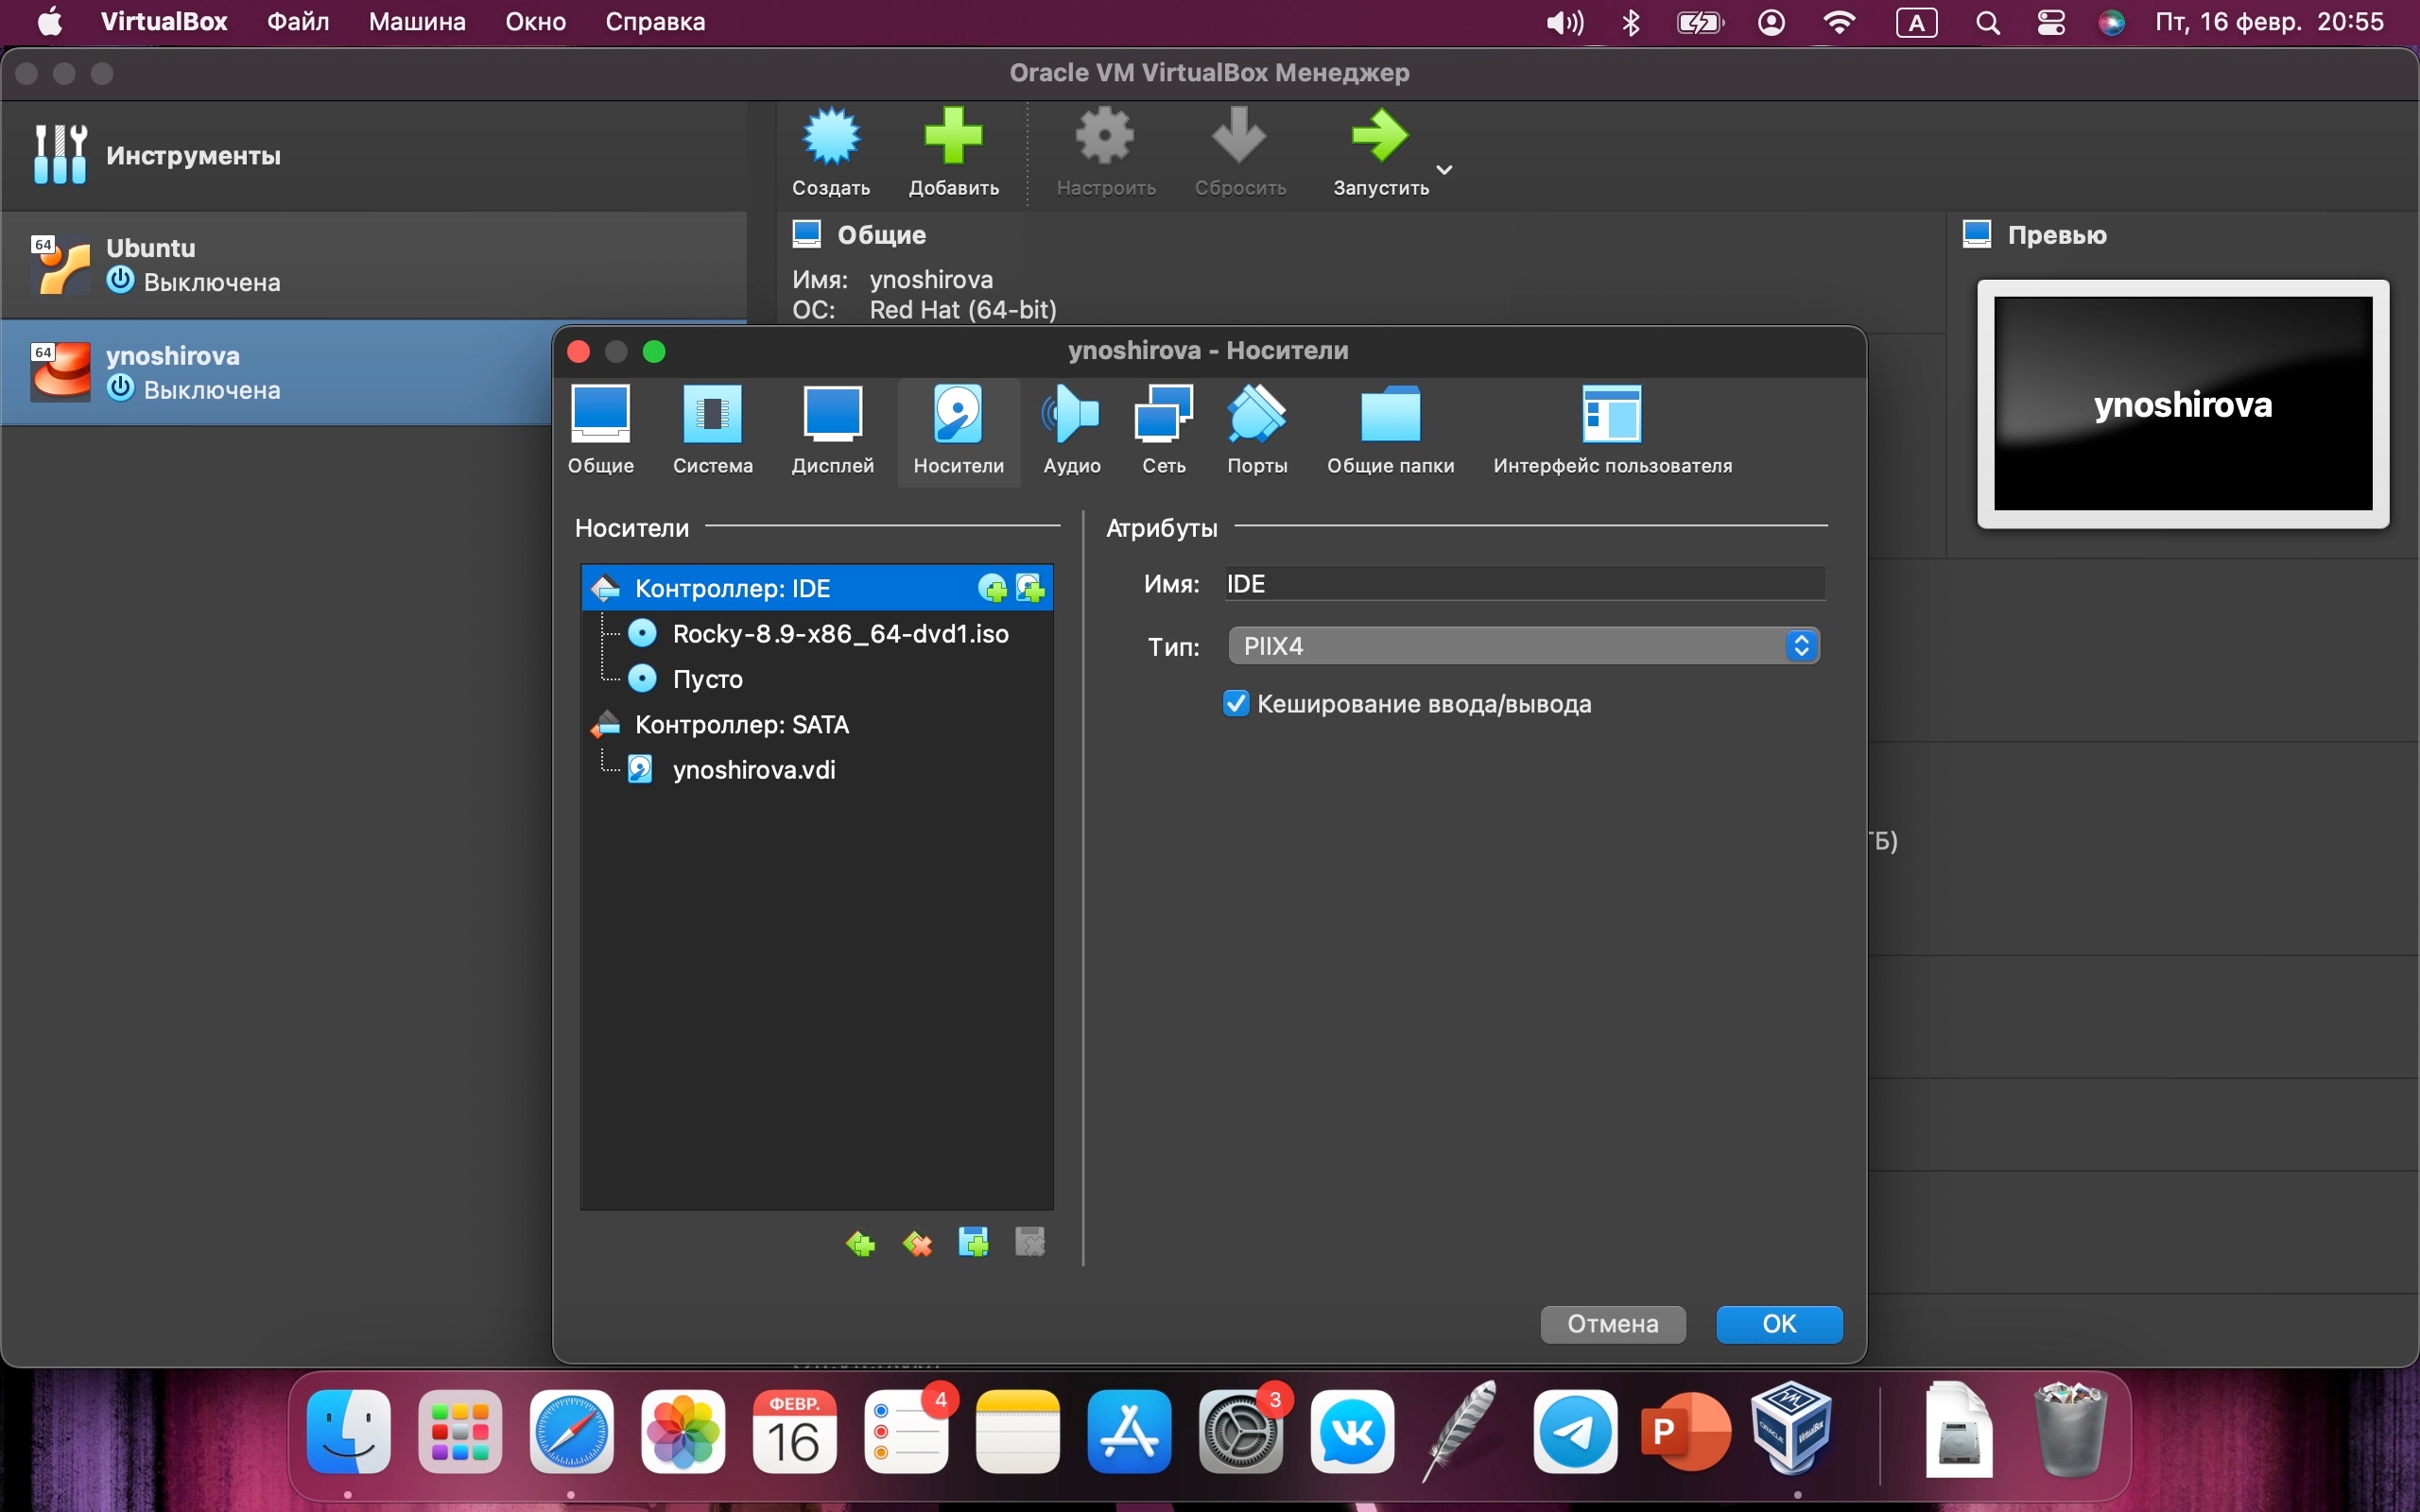 VirtualBox Файл Машина Окно Справка A Пт, 16 февр. 20:55
Oracle VM VirtualBox Менеджер
Инструменты
Создать Добавить Настроить Сбросить Запустить
64 Ubuntu
Выключена
64 ynoshirova
Выключена
Общие
Имя: ynoshirova
ОС: Red Hat (64-bit)
Превью
ynoshirova
ynoshirova - Носители
Общие Система Дисплей Носители Аудио Сеть Порты Общие папки Интерфейс пользователя
Носители
Контроллер: IDE
Rocky-8.9-x86_64-dvd1.iso
Пусто
Контроллер: SATA
ynoshirova.vdi
Атрибуты
Имя: IDE
Тип: PIIX4
Кеширование ввода/вывода
ГБ)
Отмена OK
ФЕВР.
16
4
3
P